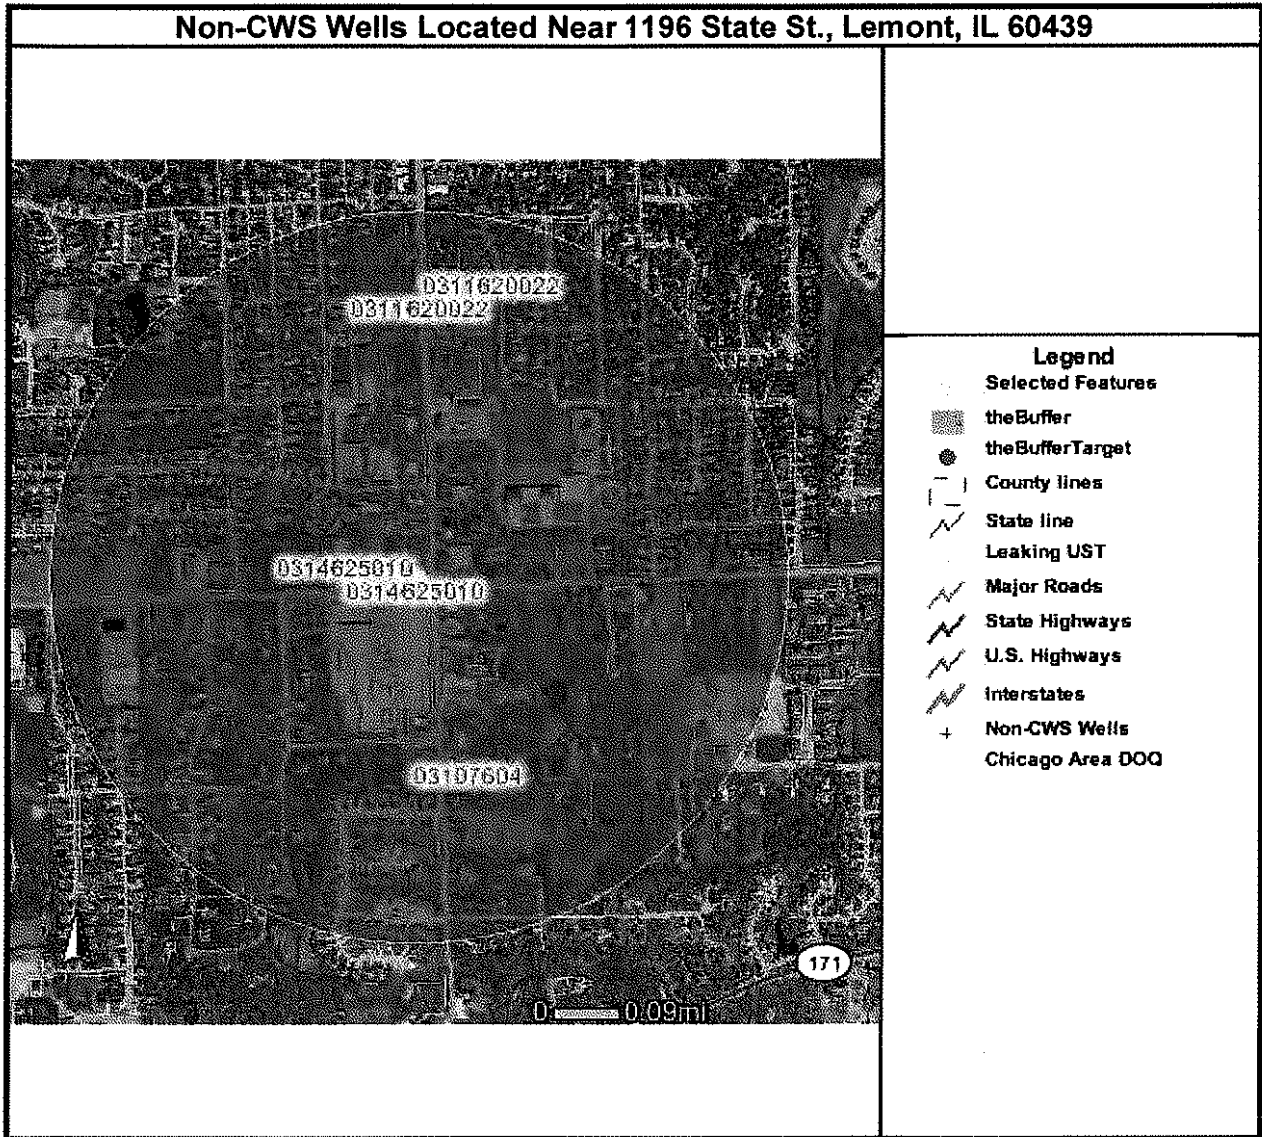 Non-CWS Wells Located Near 1196 State St., Lemont, IL 60439
0311620022
0311620022
0314625010
0314625010
03107604
171
0 0.09mi
Legend
Selected Features
theBuffer
theBufferTarget
County lines
State line
Leaking UST
Major Roads
State Highways
U.S. Highways
Interstates
Non-CWS Wells
Chicago Area DOQ